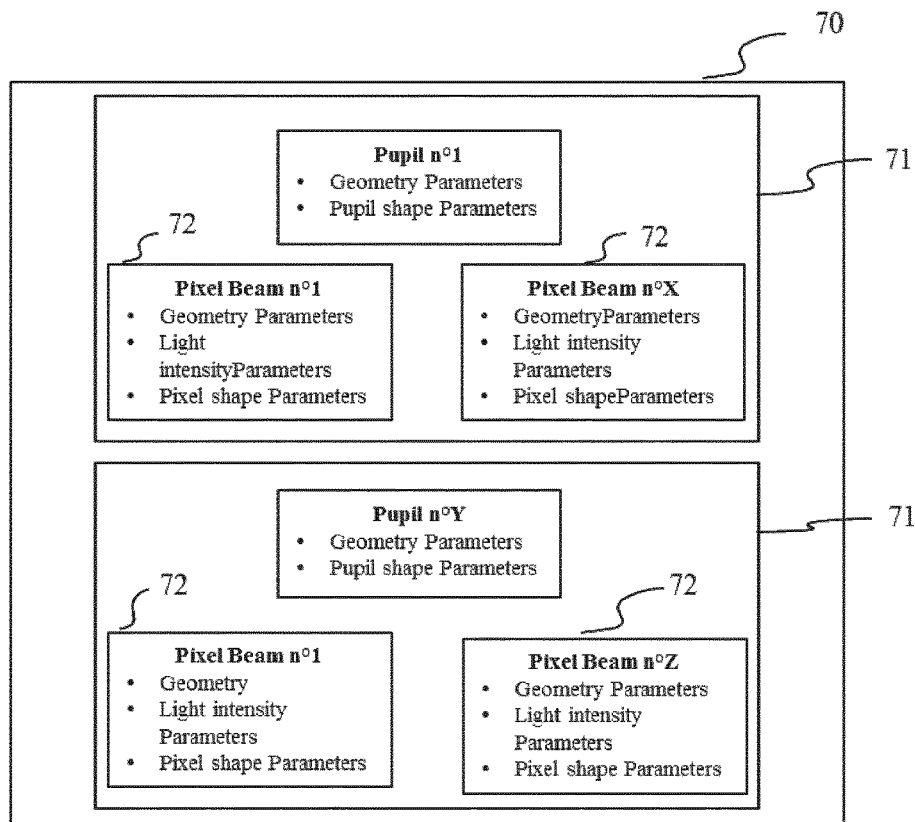 70
71
Pupil n°1
• Geometry Parameters
• Pupil shape Parameters
72
72
Pixel Beam n°1
• Geometry Parameters
• Light
intensityParameters
• Pixel shape Parameters
Pixel Beam n°X
• GeometryParameters
• Light intensity
Parameters
• Pixel shapeParameters
71
Pupil n°Y
• Geometry Parameters
• Pupil shape Parameters
72
72
Pixel Beam n°1
• Geometry
• Light intensity
Parameters
• Pixel shape Parameters
Pixel Beam n°Z
• Geometry Parameters
• Light intensity
Parameters
• Pixel shape Parameters